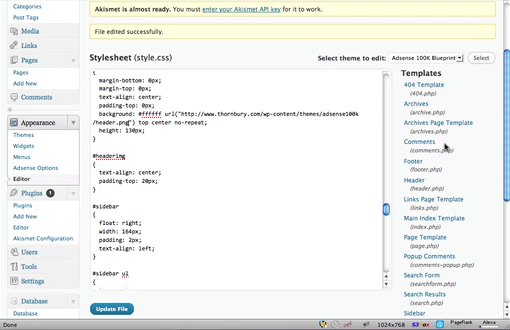 Categories
Post Tags
Media
Links
Pages
Pages
Add New
Comments
Appearance
Themes
Widgets
Menus
Adsense Options
Editor
Plugins 1
Plugins
Add New
Editor
Akismet Configuration
Users
Tools
Settings
Database
Database
Akismet is almost ready. You must enter your Akismet API key for it to work.
File edited successfully.
Stylesheet (style.css)
Select theme to edit: Adsense 100K Blueprint Select
{
margin-bottom: 0px;
margin-top: 0px;
text-align: center;
padding-top: 0px;
background: #ffffff url("http://www.thornbury.com/wp-content/themes/adsense100k
/header.png") top center no-repeat;
height: 130px;
}
#headerimg
{
text-align: center;
padding-top: 20px;
}
#sidebar
{
float: right;
width: 164px;
padding: 2px;
text-align: left;
}
#sidebar ul
Update File
Templates
404 Template
(404.php)
Archives
(archive.php)
Archives Page Template
(archives.php)
Comments
(comments.php)
Footer
(footer.php)
Header
(header.php)
Links Page Template
(links.php)
Main Index Template
(index.php)
Page Template
(page.php)
Popup Comments
(comments-popup.php)
Search Form
(searchform.php)
Search Results
(search.php)
Sidebar
Done
1024x768
PageRank
Alexa